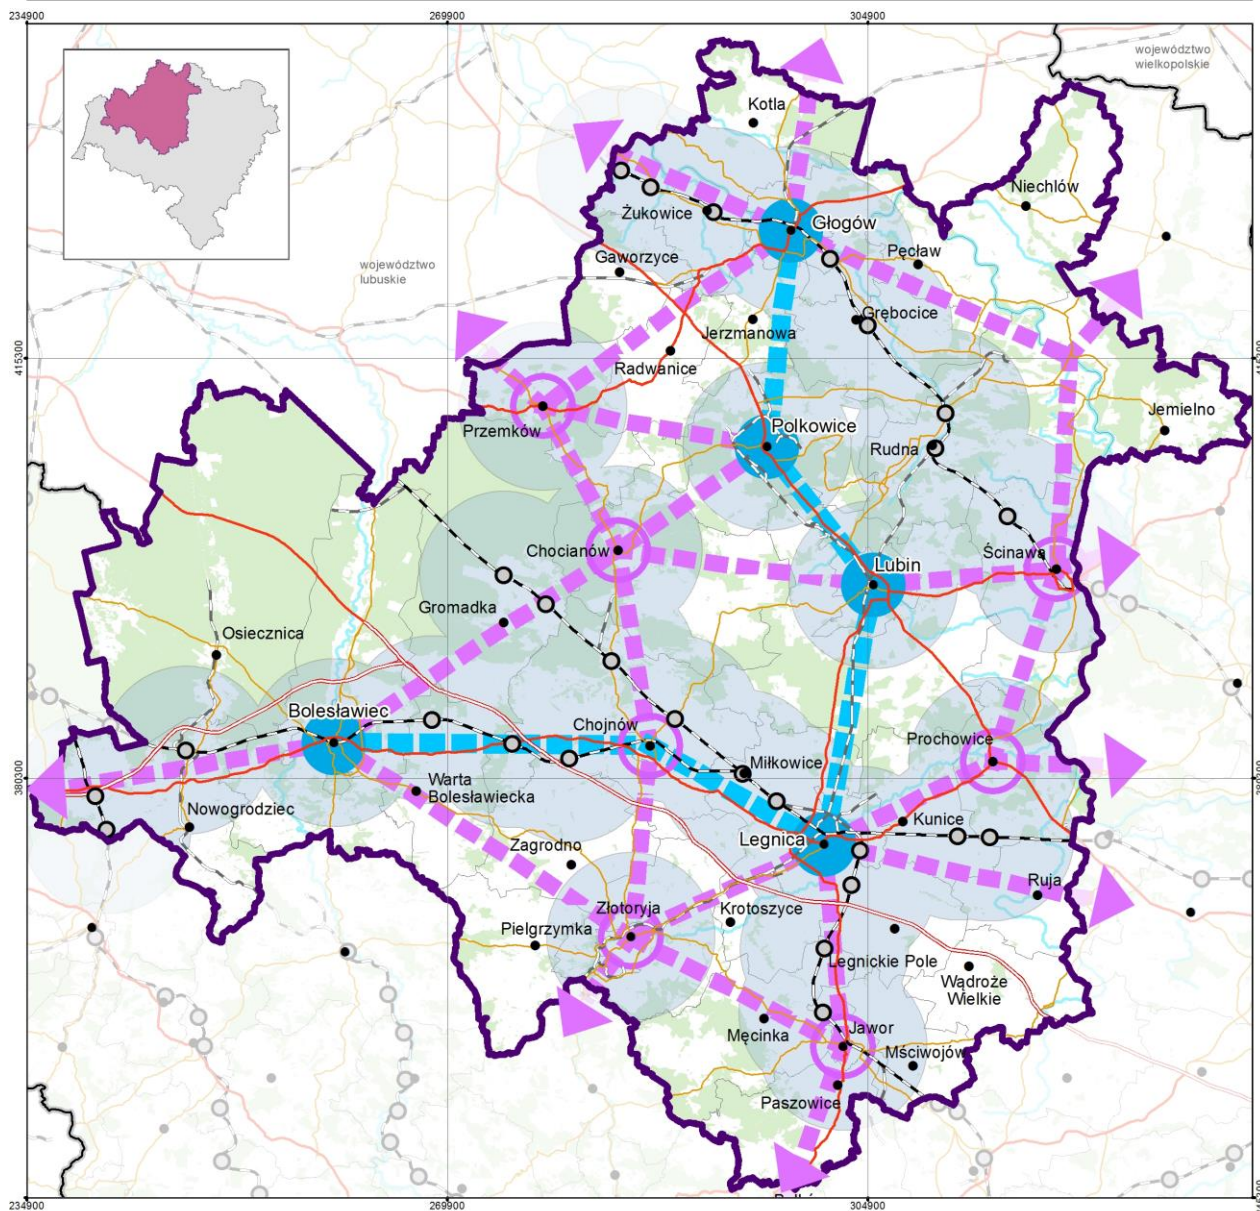 234900
269900
304900
województwo
wielkopolskie
Kotla
Niechlów
Żukowice
Głogów
województwo
lubuskie
Gaworzyce
Pęcław
Jerzmanowa
Grębocice
415300
Radwanice
Jemielno
Przemków
Polkowice
Rudna
Chocianów
Ścinawa
Lubin
Gromadka
Osiecznica
Bolesławiec
Chojnów
Prochowice
Miłkowice
380300
Warta
Bolesławiecka
Nowogrodziec
Kunice
Legnica
Zagrodno
Ruja
Złotoryja
Krotoszyce
Pielgrzymka
Legnickie Pole
Wądroże
Wielkie
Męcinka
Jawor
Mściwojów
Paszowice
234900
269900
304900